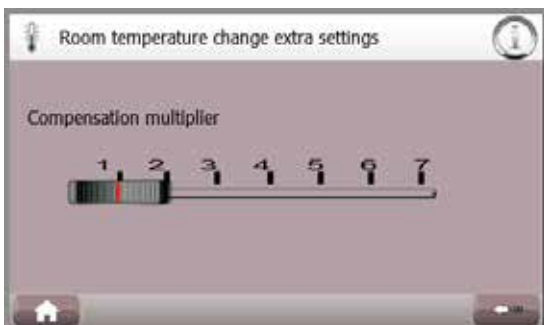 Room temperature change extra settings
Compensation multiplier
1 2 3 4 5 6 7